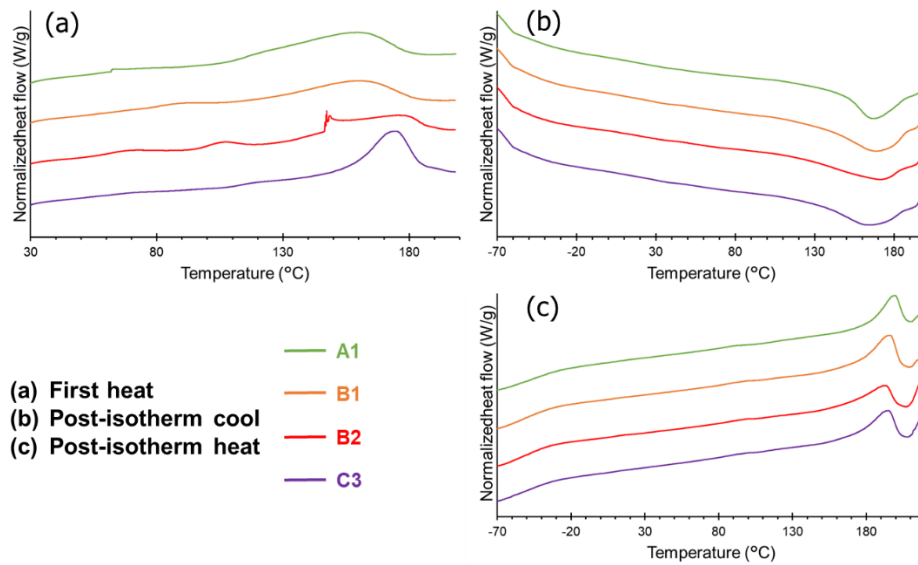 (a)
Normalizedheat flow (W/g)
30 80 130 180
Temperature (°C)
(b)
Normalizedheat flow (W/g)
-70 -20 30 80 130 180
Temperature (°C)
(c)
Normalizedheat flow (W/g)
-70 -20 30 80 130 180
Temperature (°C)
A1
B1
B2
C3
(a) First heat
(b) Post-isotherm cool
(c) Post-isotherm heat